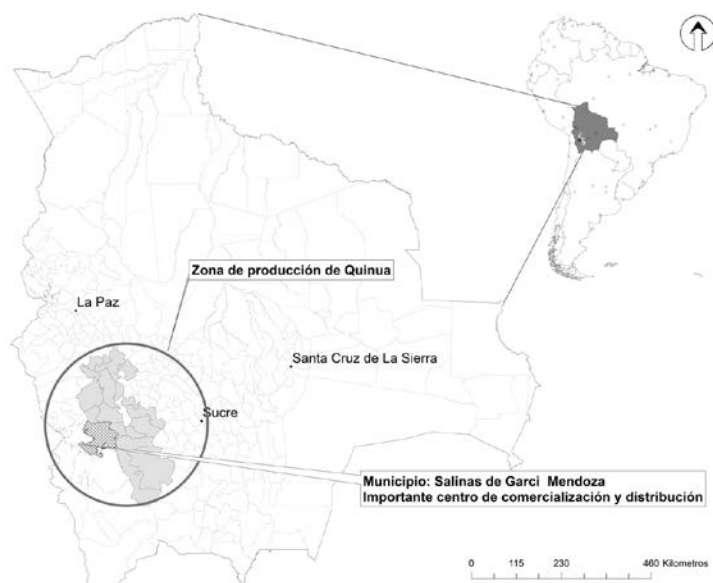 Zona de producción de Quinua
La Paz
Santa Cruz de La Sierra
Sucre
Municipio: Salinas de Garci Mendoza
Importante centro de comercialización y distribución
0 115 230 460 Kilometros